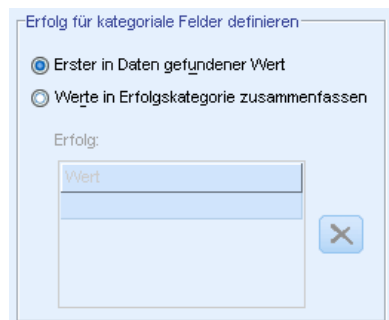 Erfolg für kategoriale Felder definieren
Erster in Daten gefundener Wert
Werte in Erfolgskategorie zusammenfassen
Erfolg:
Wert